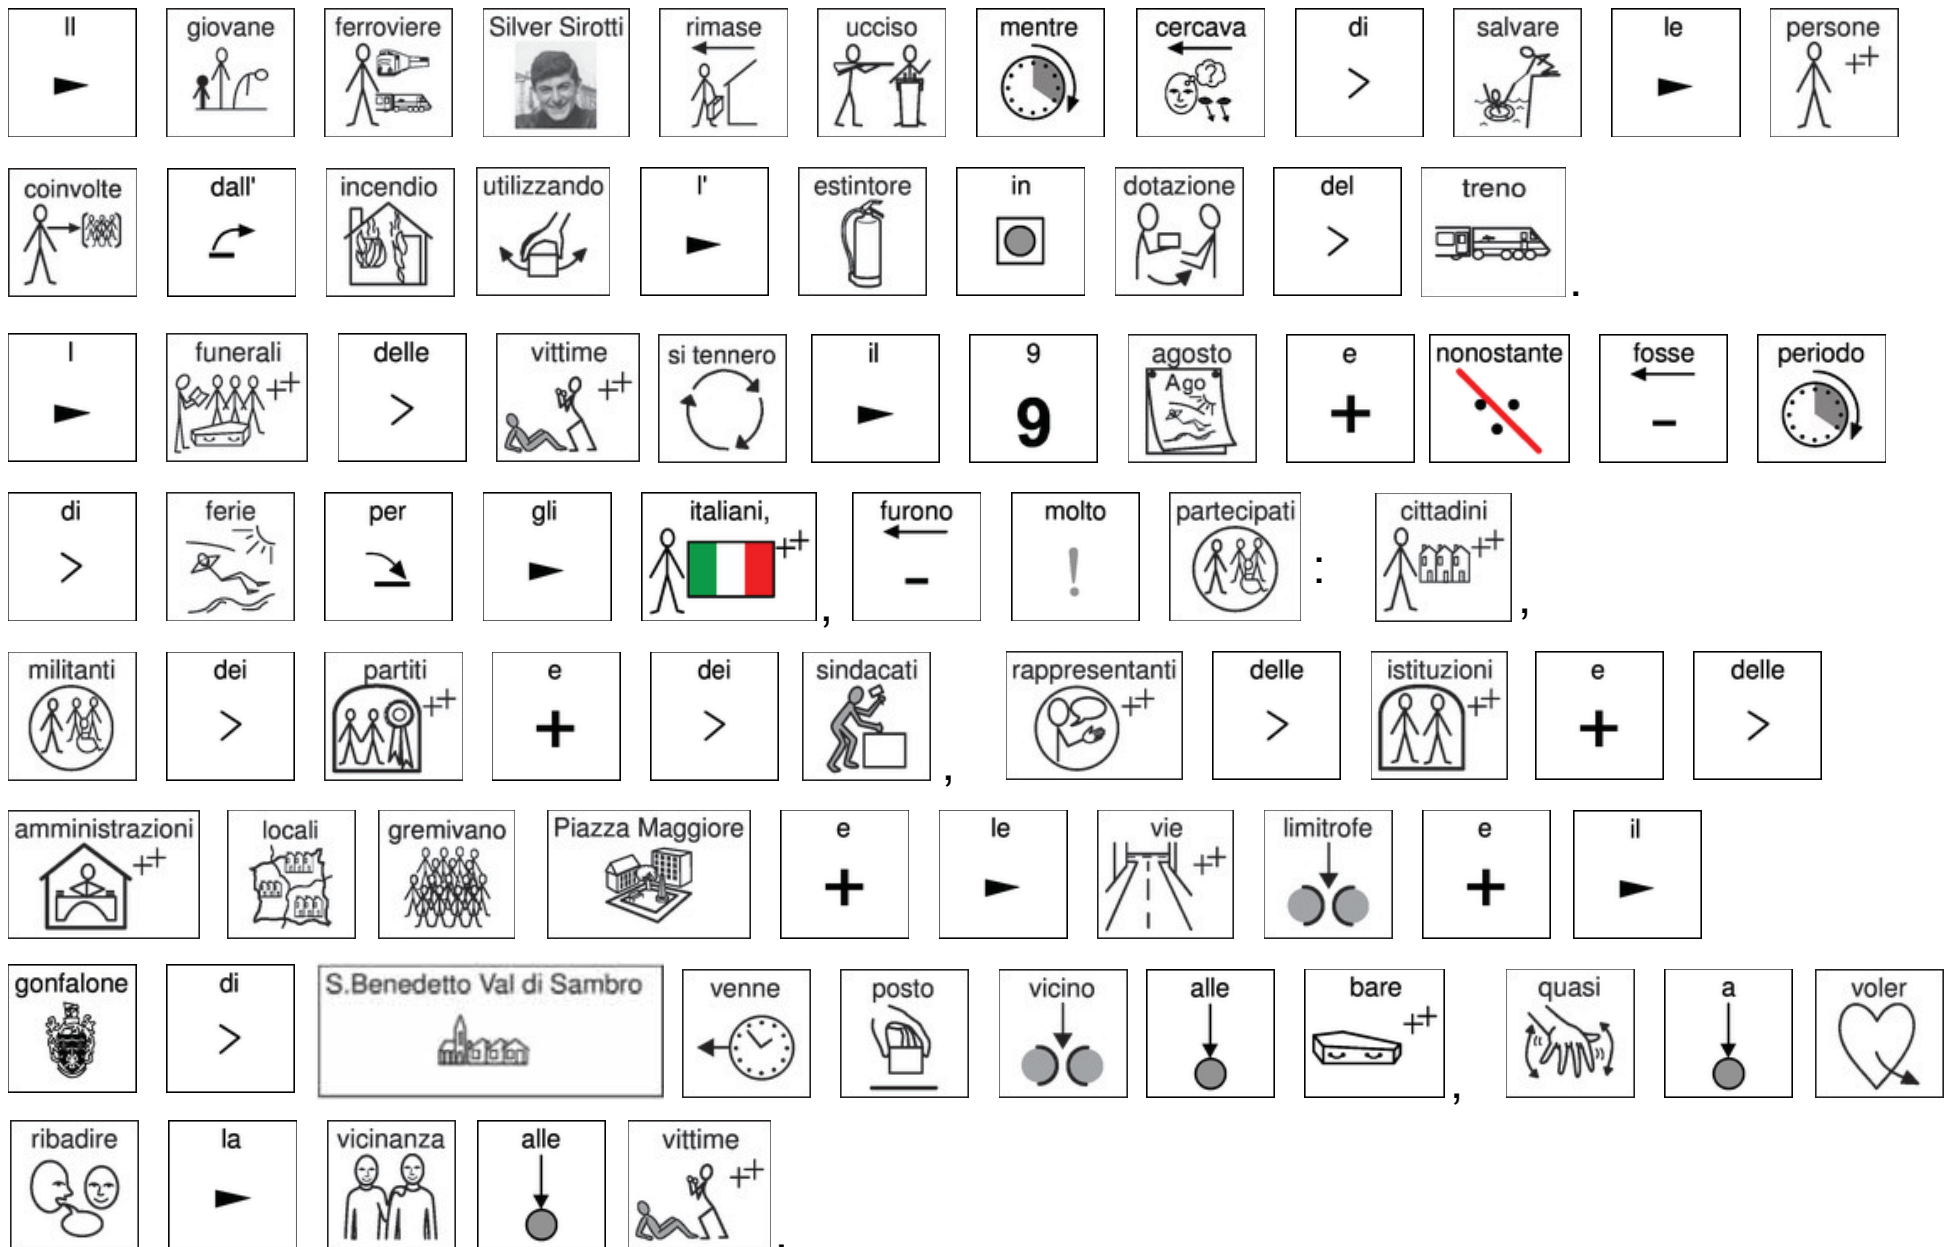 Il giovane ferroviere Silver Sirotti rimase ucciso mentre cercava di salvare le persone
coinvolte dall' incendio utilizzando l' estintore in dotazione del treno .
I funerali delle vittime si tennero il 9 agosto e nonostante fosse periodo
9 Ago
di ferie per gli italiani, , furono molto partecipati : cittadini ,
militanti dei partiti e dei sindacati , rappresentanti delle istituzioni e delle
amministrazioni locali gremivano Piazza Maggiore e le vie limitrofe e il
gonfalone di S.Benedetto Val di Sambro venne posto vicino alle bare , quasi a voler
ribadire la vicinanza alle vittime .